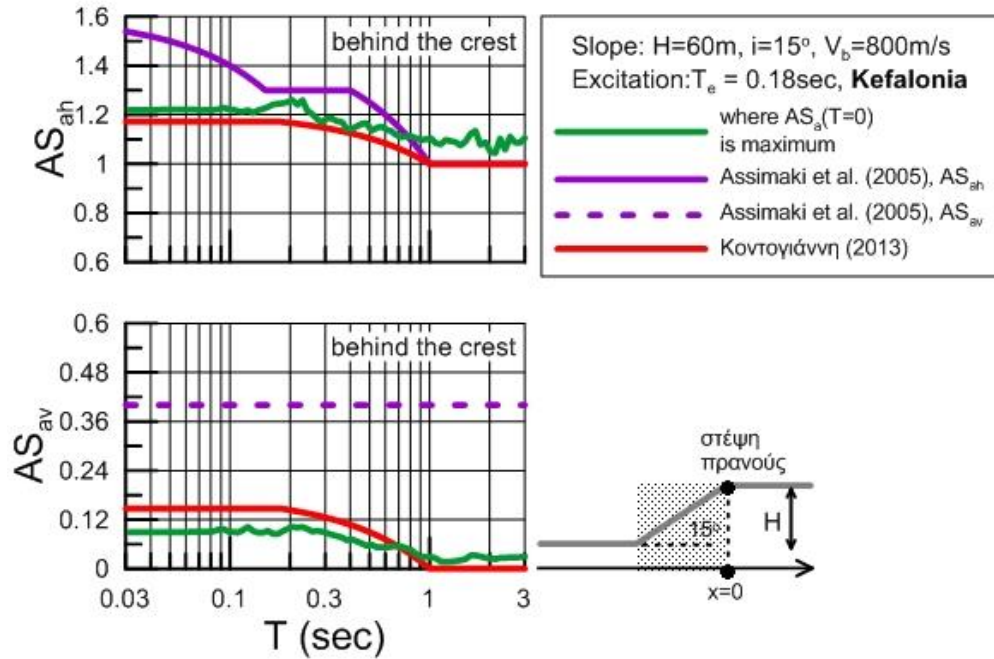 1.6
1.4
1.2
1
0.8
0.6
AS_ah
behind the crest
Slope: H=60m, i=15°, V_b=800m/s
Excitation:T_e = 0.18sec, Kefalonia
where AS_a(T=0)
is maximum
Assimaki et al. (2005), AS_ah
Assimaki et al. (2005), AS_av
Κοντογιάννη (2013)
0.6
0.48
0.36
0.24
0.12
0
AS_av
behind the crest
0.03
0.1
0.3
1
3
T (sec)
στέψη
πρανούς
15°
H
x=0